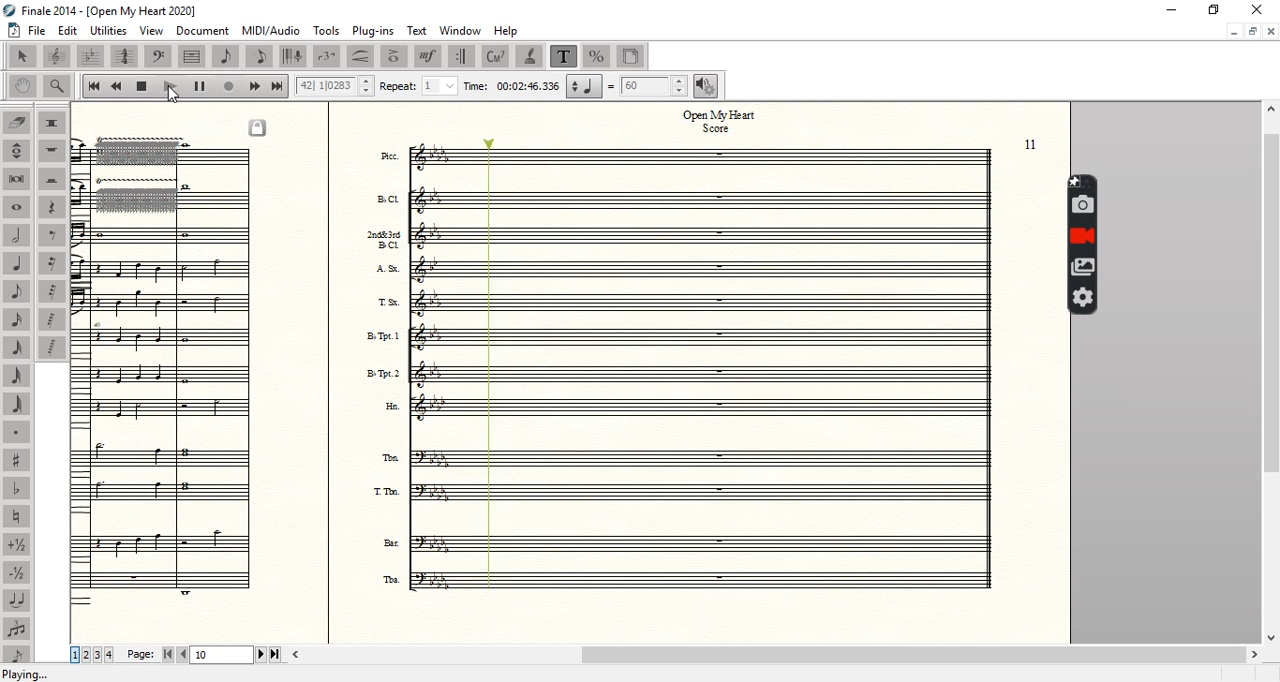 Finale 2014 - [Open My Heart 2020]
File Edit Utilities View Document MIDI/Audio Tools Plug-ins Text Window Help
42| 1|0283 Repeat: 1 Time: 00:02:46.336 = 60
Open My Heart
Score
11
Picc.
B♭ Cl.
2nd&3rd
B♭ Cl.
A. Sx.
T. Sx.
B♭ Tpt. 1
B♭ Tpt. 2
Hn.
Tbn.
T. Tbn.
Bar.
Tba.
1 2 3 4 Page: 10
Playing...